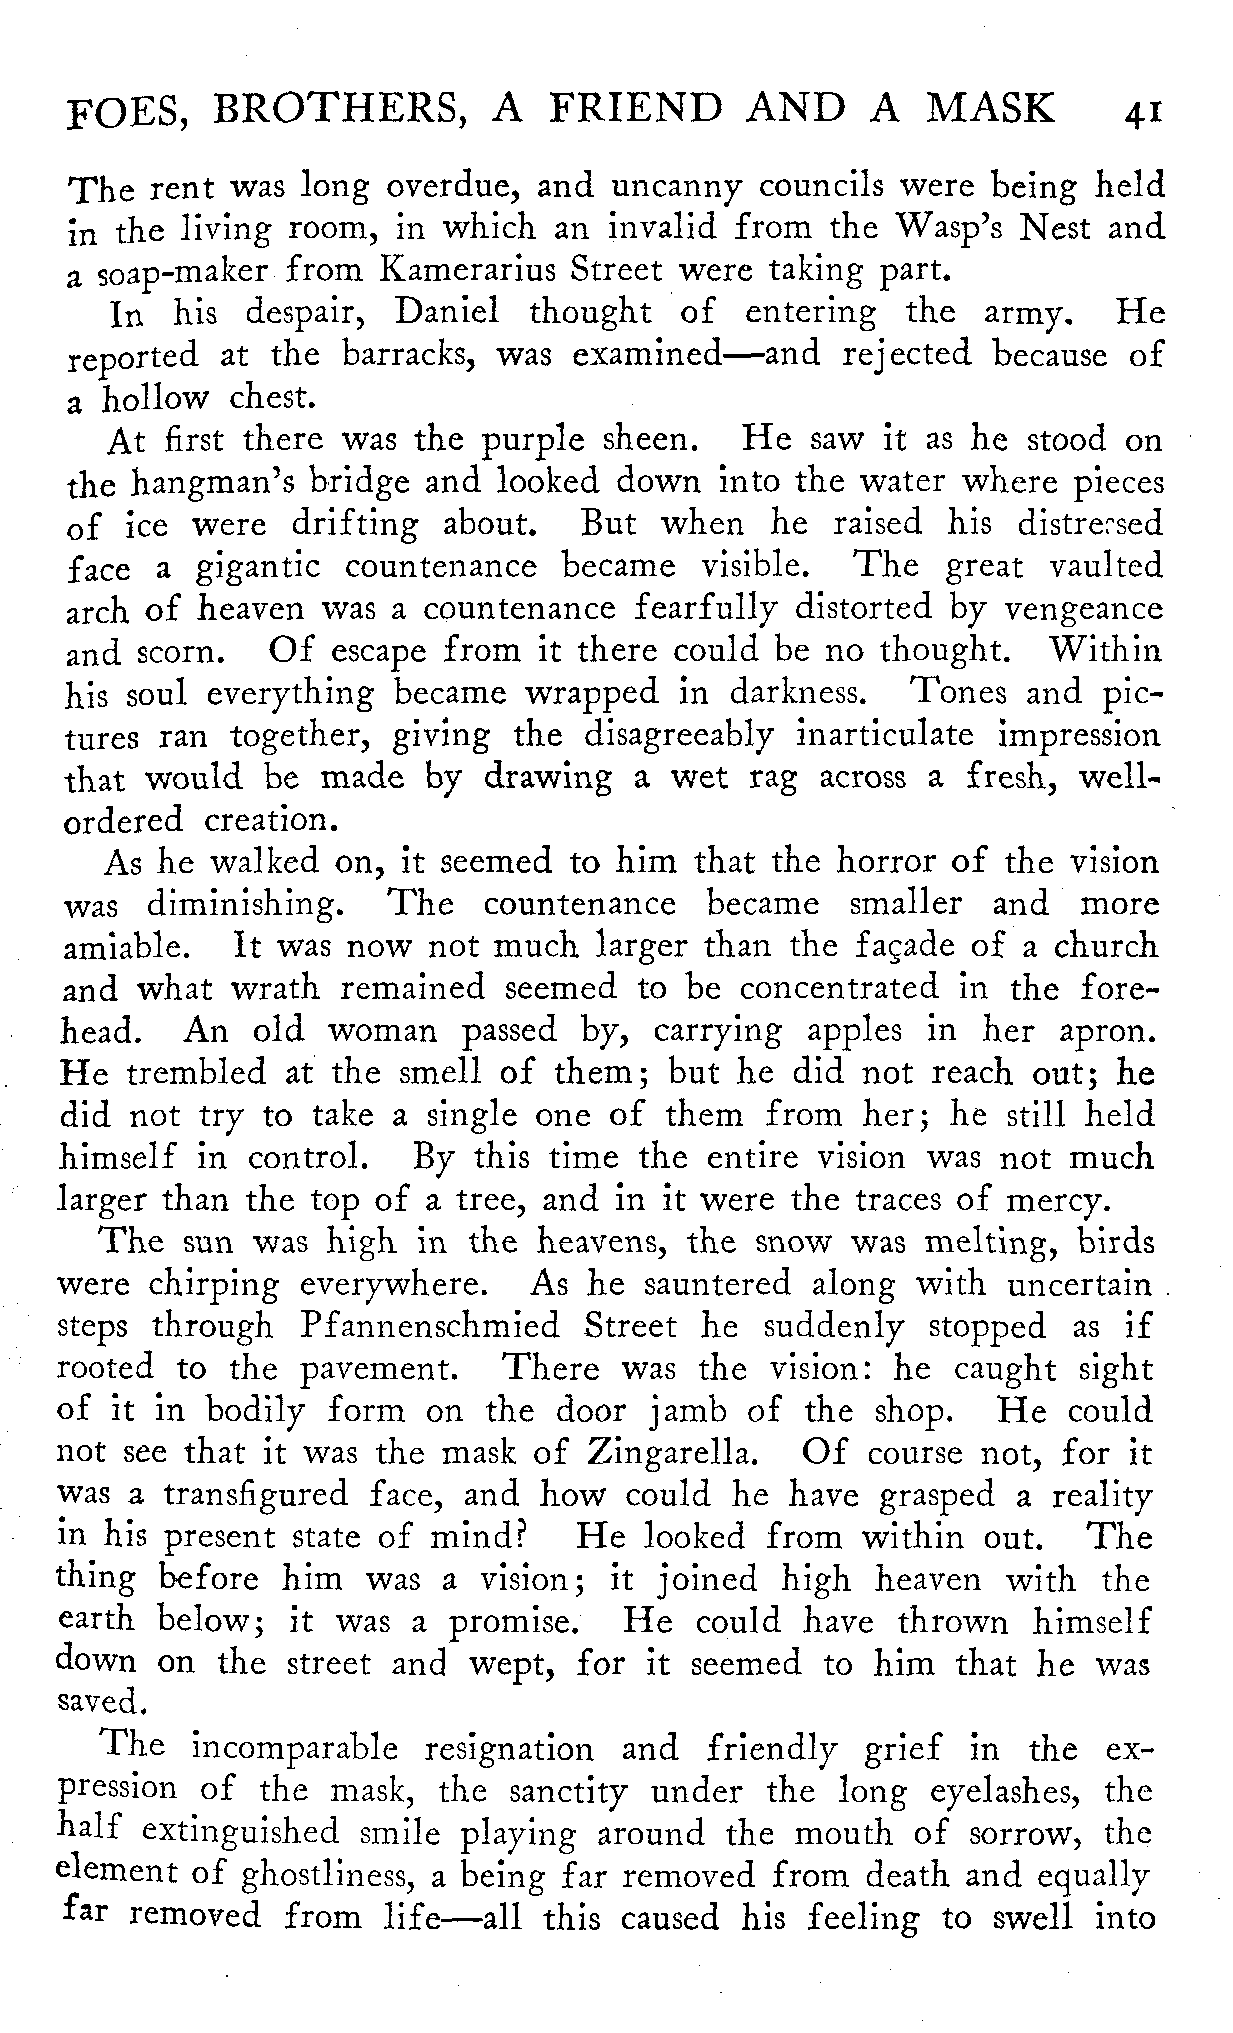 FOES, BROTHERS, A FRIEND AND A MASK 41
The rent was long overdue, and uncanny councils were being held
in the living room, in which an invalid from the Wasp's Nest and
a soap-maker from Kamerarius Street were taking part.
In his despair, Daniel thought of entering the army. He
reported at the barracks, was examined—and rejected because of
a hollow chest.
At first there was the purple sheen. He saw it as he stood on
the hangman's bridge and looked down into the water where pieces
of ice were drifting about. But when he raised his distressed
face a gigantic countenance became visible. The great vaulted
arch of heaven was a countenance fearfully distorted by vengeance
and scorn. Of escape from it there could be no thought. Within
his soul everything became wrapped in darkness. Tones and pic-
tures ran together, giving the disagreeably inarticulate impression
that would be made by drawing a wet rag across a fresh, well-
ordered creation.
As he walked on, it seemed to him that the horror of the vision
was diminishing. The countenance became smaller and more
amiable. It was now not much larger than the façade of a church
and what wrath remained seemed to be concentrated in the fore-
head. An old woman passed by, carrying apples in her apron.
He trembled at the smell of them; but he did not reach out; he
did not try to take a single one of them from her; he still held
himself in control. By this time the entire vision was not much
larger than the top of a tree, and in it were the traces of mercy.
The sun was high in the heavens, the snow was melting, birds
were chirping everywhere. As he sauntered along with uncertain
steps through Pfannenschmied Street he suddenly stopped as if
rooted to the pavement. There was the vision: he caught sight
of it in bodily form on the door jamb of the shop. He could
not see that it was the mask of Zingarella. Of course not, for it
was a transfigured face, and how could he have grasped a reality
in his present state of mind? He looked from within out. The
thing before him was a vision; it joined high heaven with the
earth below; it was a promise. He could have thrown himself
down on the street and wept, for it seemed to him that he was
saved.
The incomparable resignation and friendly grief in the ex-
pression of the mask, the sanctity under the long eyelashes, the
half extinguished smile playing around the mouth of sorrow, the
element of ghostliness, a being far removed from death and equally
far removed from life—all this caused his feeling to swell into